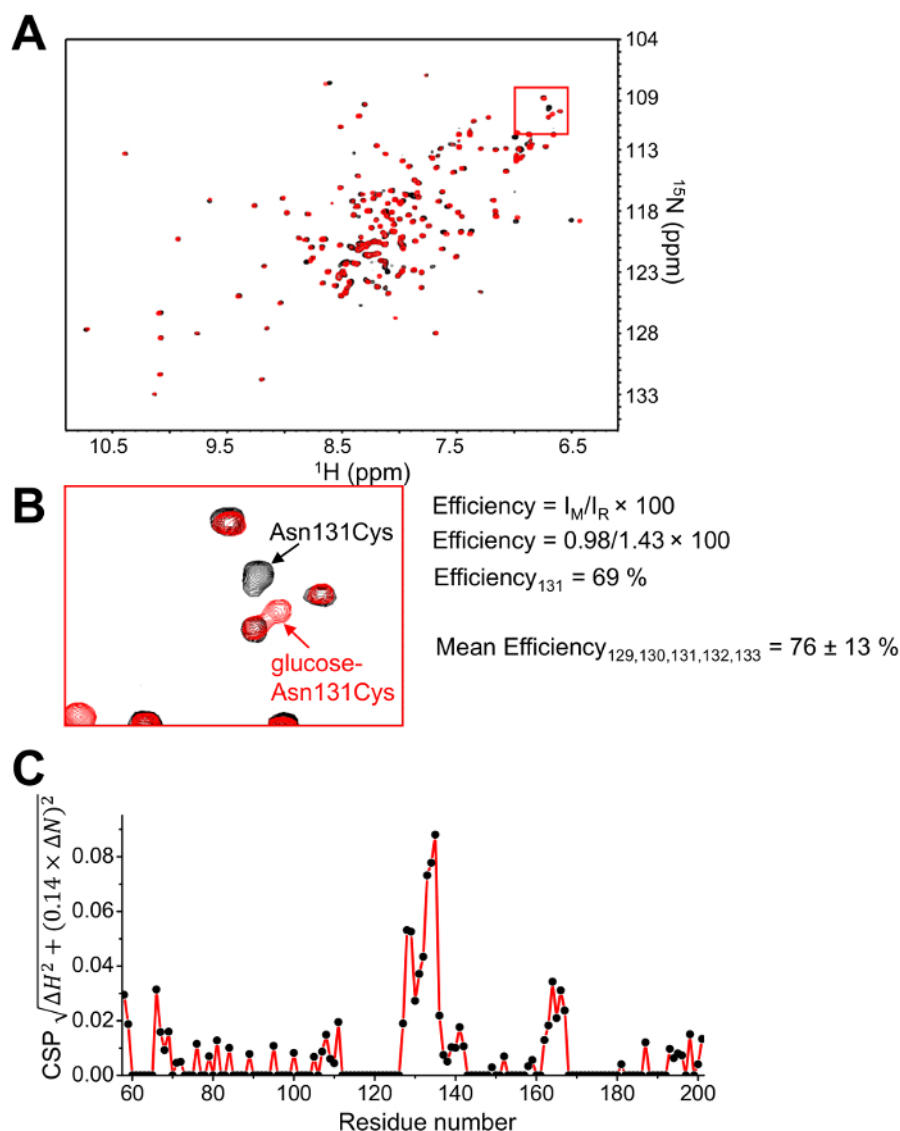 A
104
109
113
118
123
128
133
¹⁵N (ppm)
10.5 9.5 8.5 7.5 6.5
¹H (ppm)
B
Asn131Cys
glucose-
Asn131Cys
Efficiency = I_M/I_R × 100
Efficiency = 0.98/1.43 × 100
Efficiency₁₃₁ = 69 %
Mean Efficiency₁₂₉,₁₃₀,₁₃₁,₁₃₂,₁₃₃ = 76 ± 13 %
C
CSP √ΔH² + (0.14 × ΔN)²
0.08
0.06
0.04
0.02
0.00
60 80 100 120 140 160 180 200
Residue number